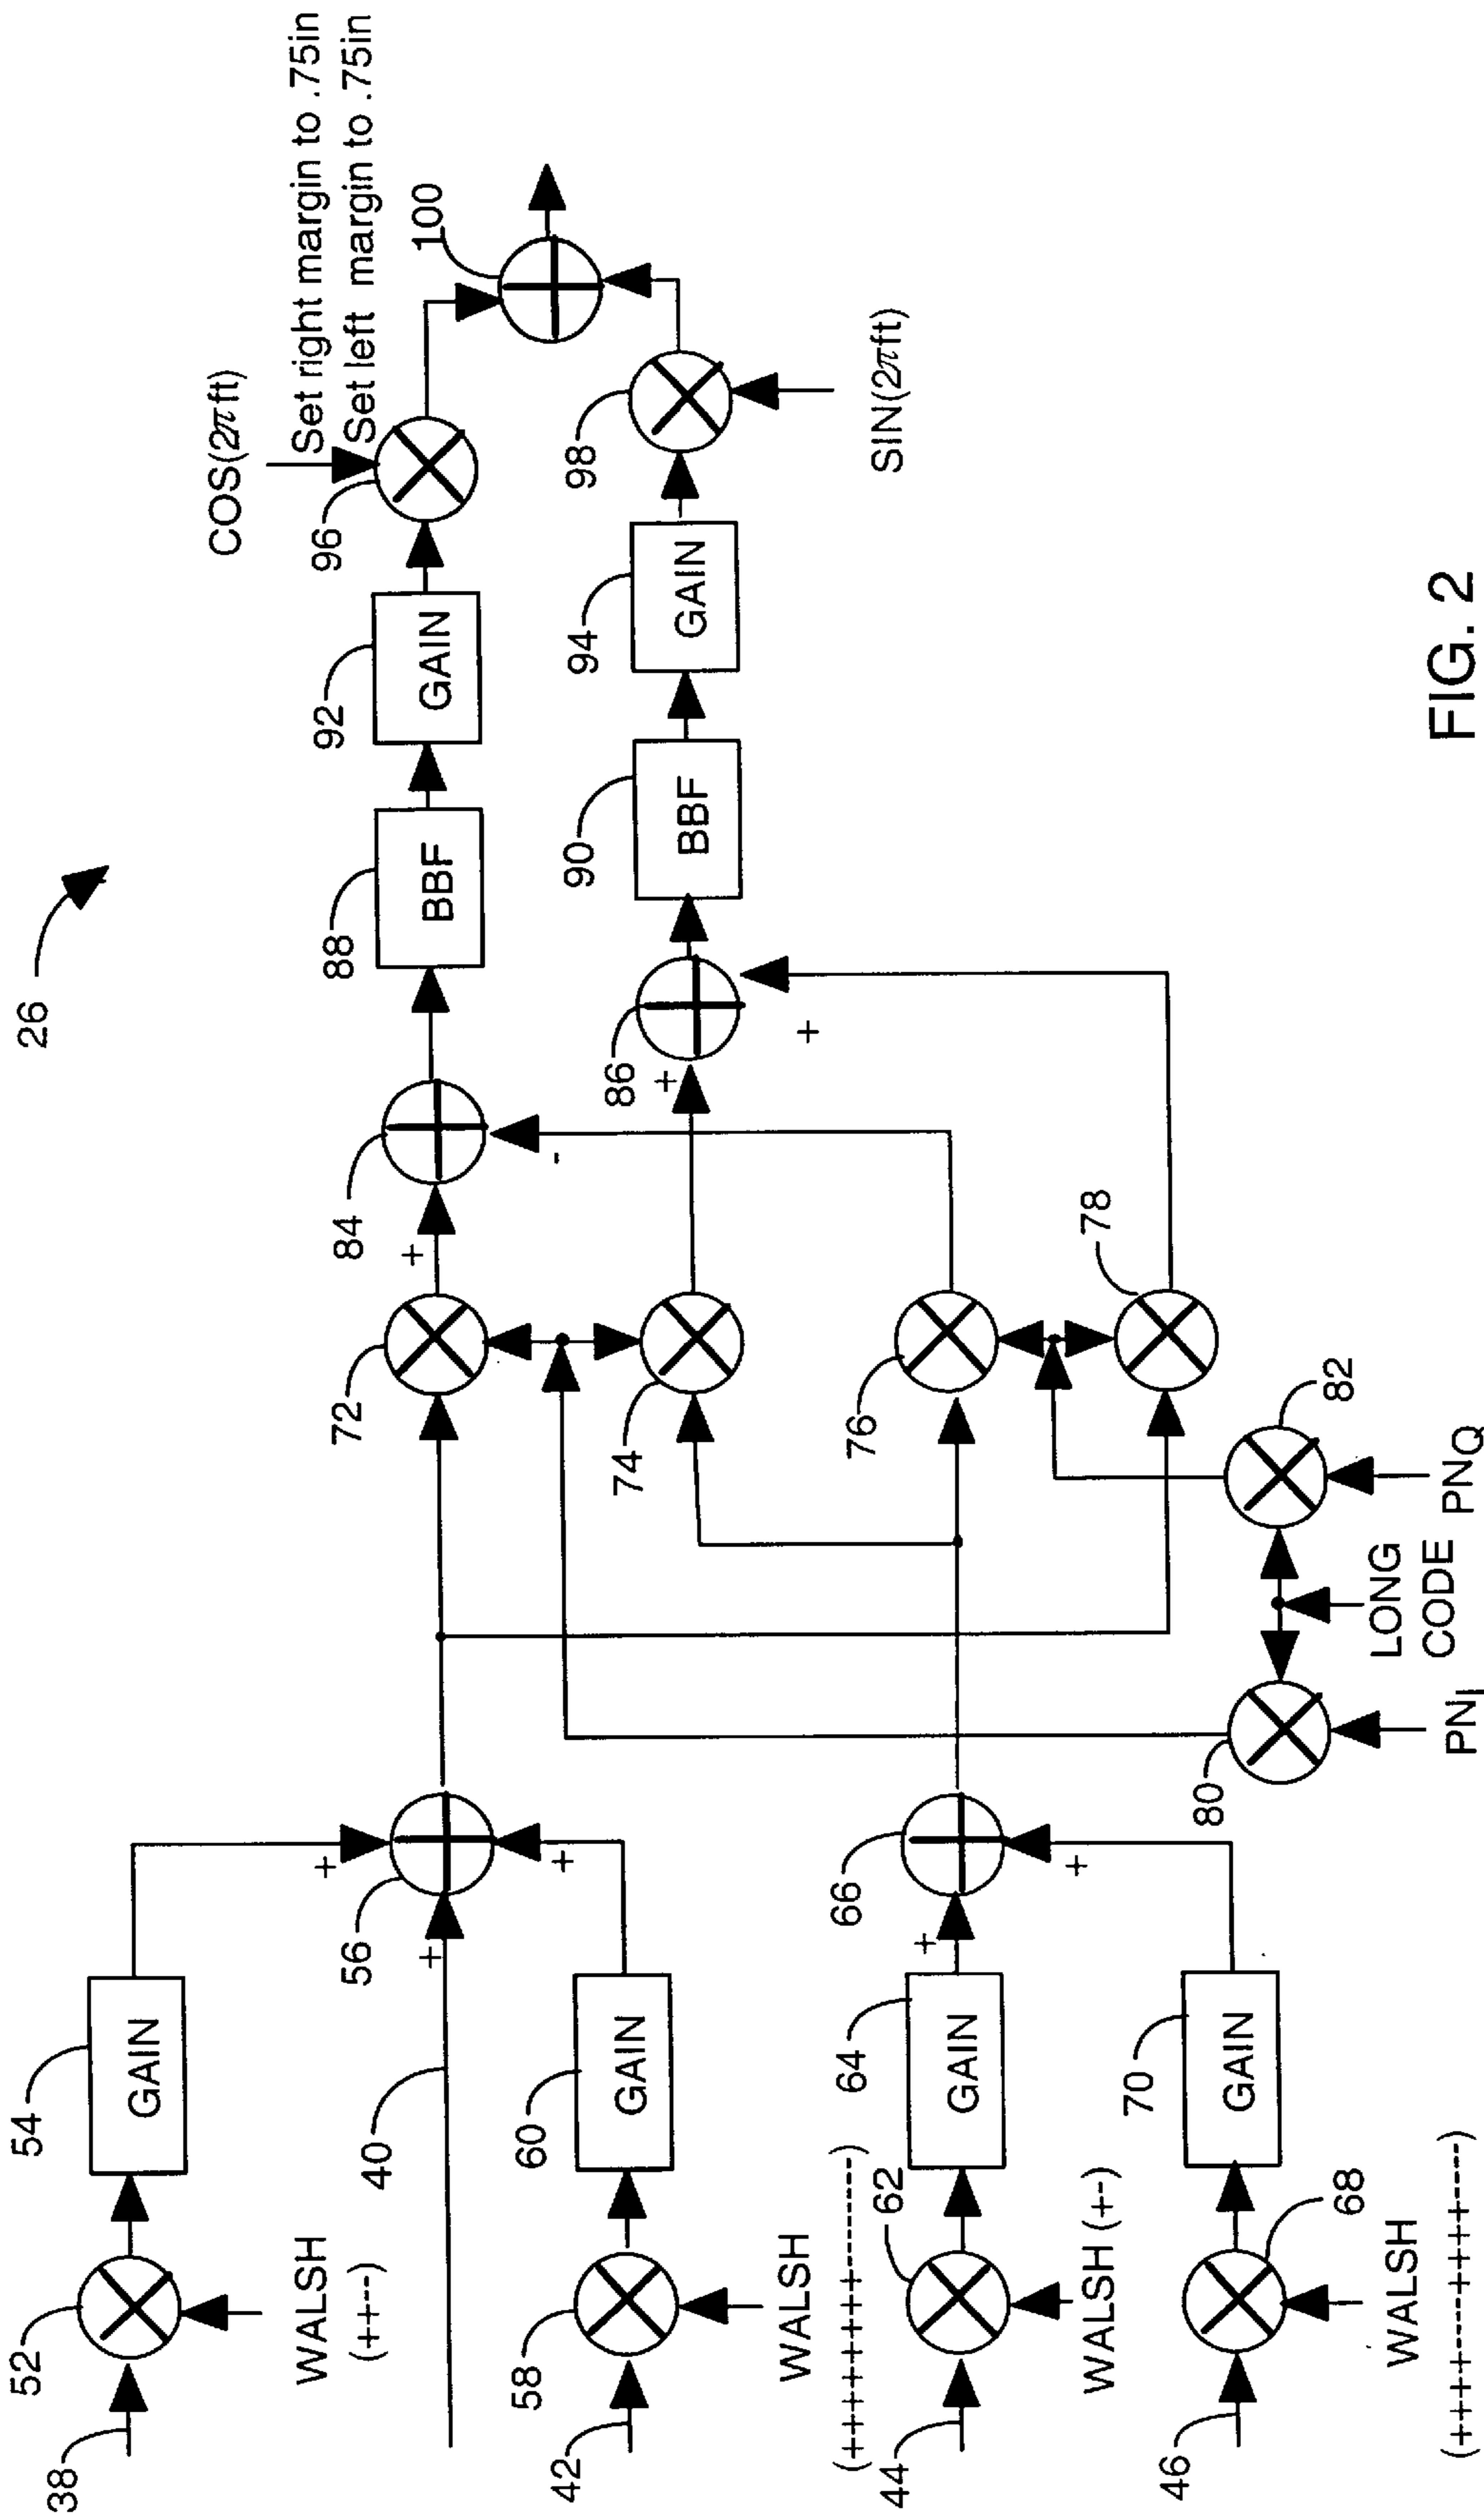 26
38
52
54
GAIN
WALSH
(++--)
40
56
+
+
+
42
58
60
GAIN
WALSH
(++++++++--------)
44
62
64
GAIN
66
+
+
WALSH (+-)
46
68
70
GAIN
WALSH
(++++----++++----)
72
74
76
78
80
82
PNI
LONG
CODE
PNQ
84
+
-
86
+
+
88
BBF
90
BBF
92
GAIN
94
GAIN
96
COS(2πft)
Set right margin to .75in
Set left margin to .75in
98
SIN(2πft)
100
FIG. 2